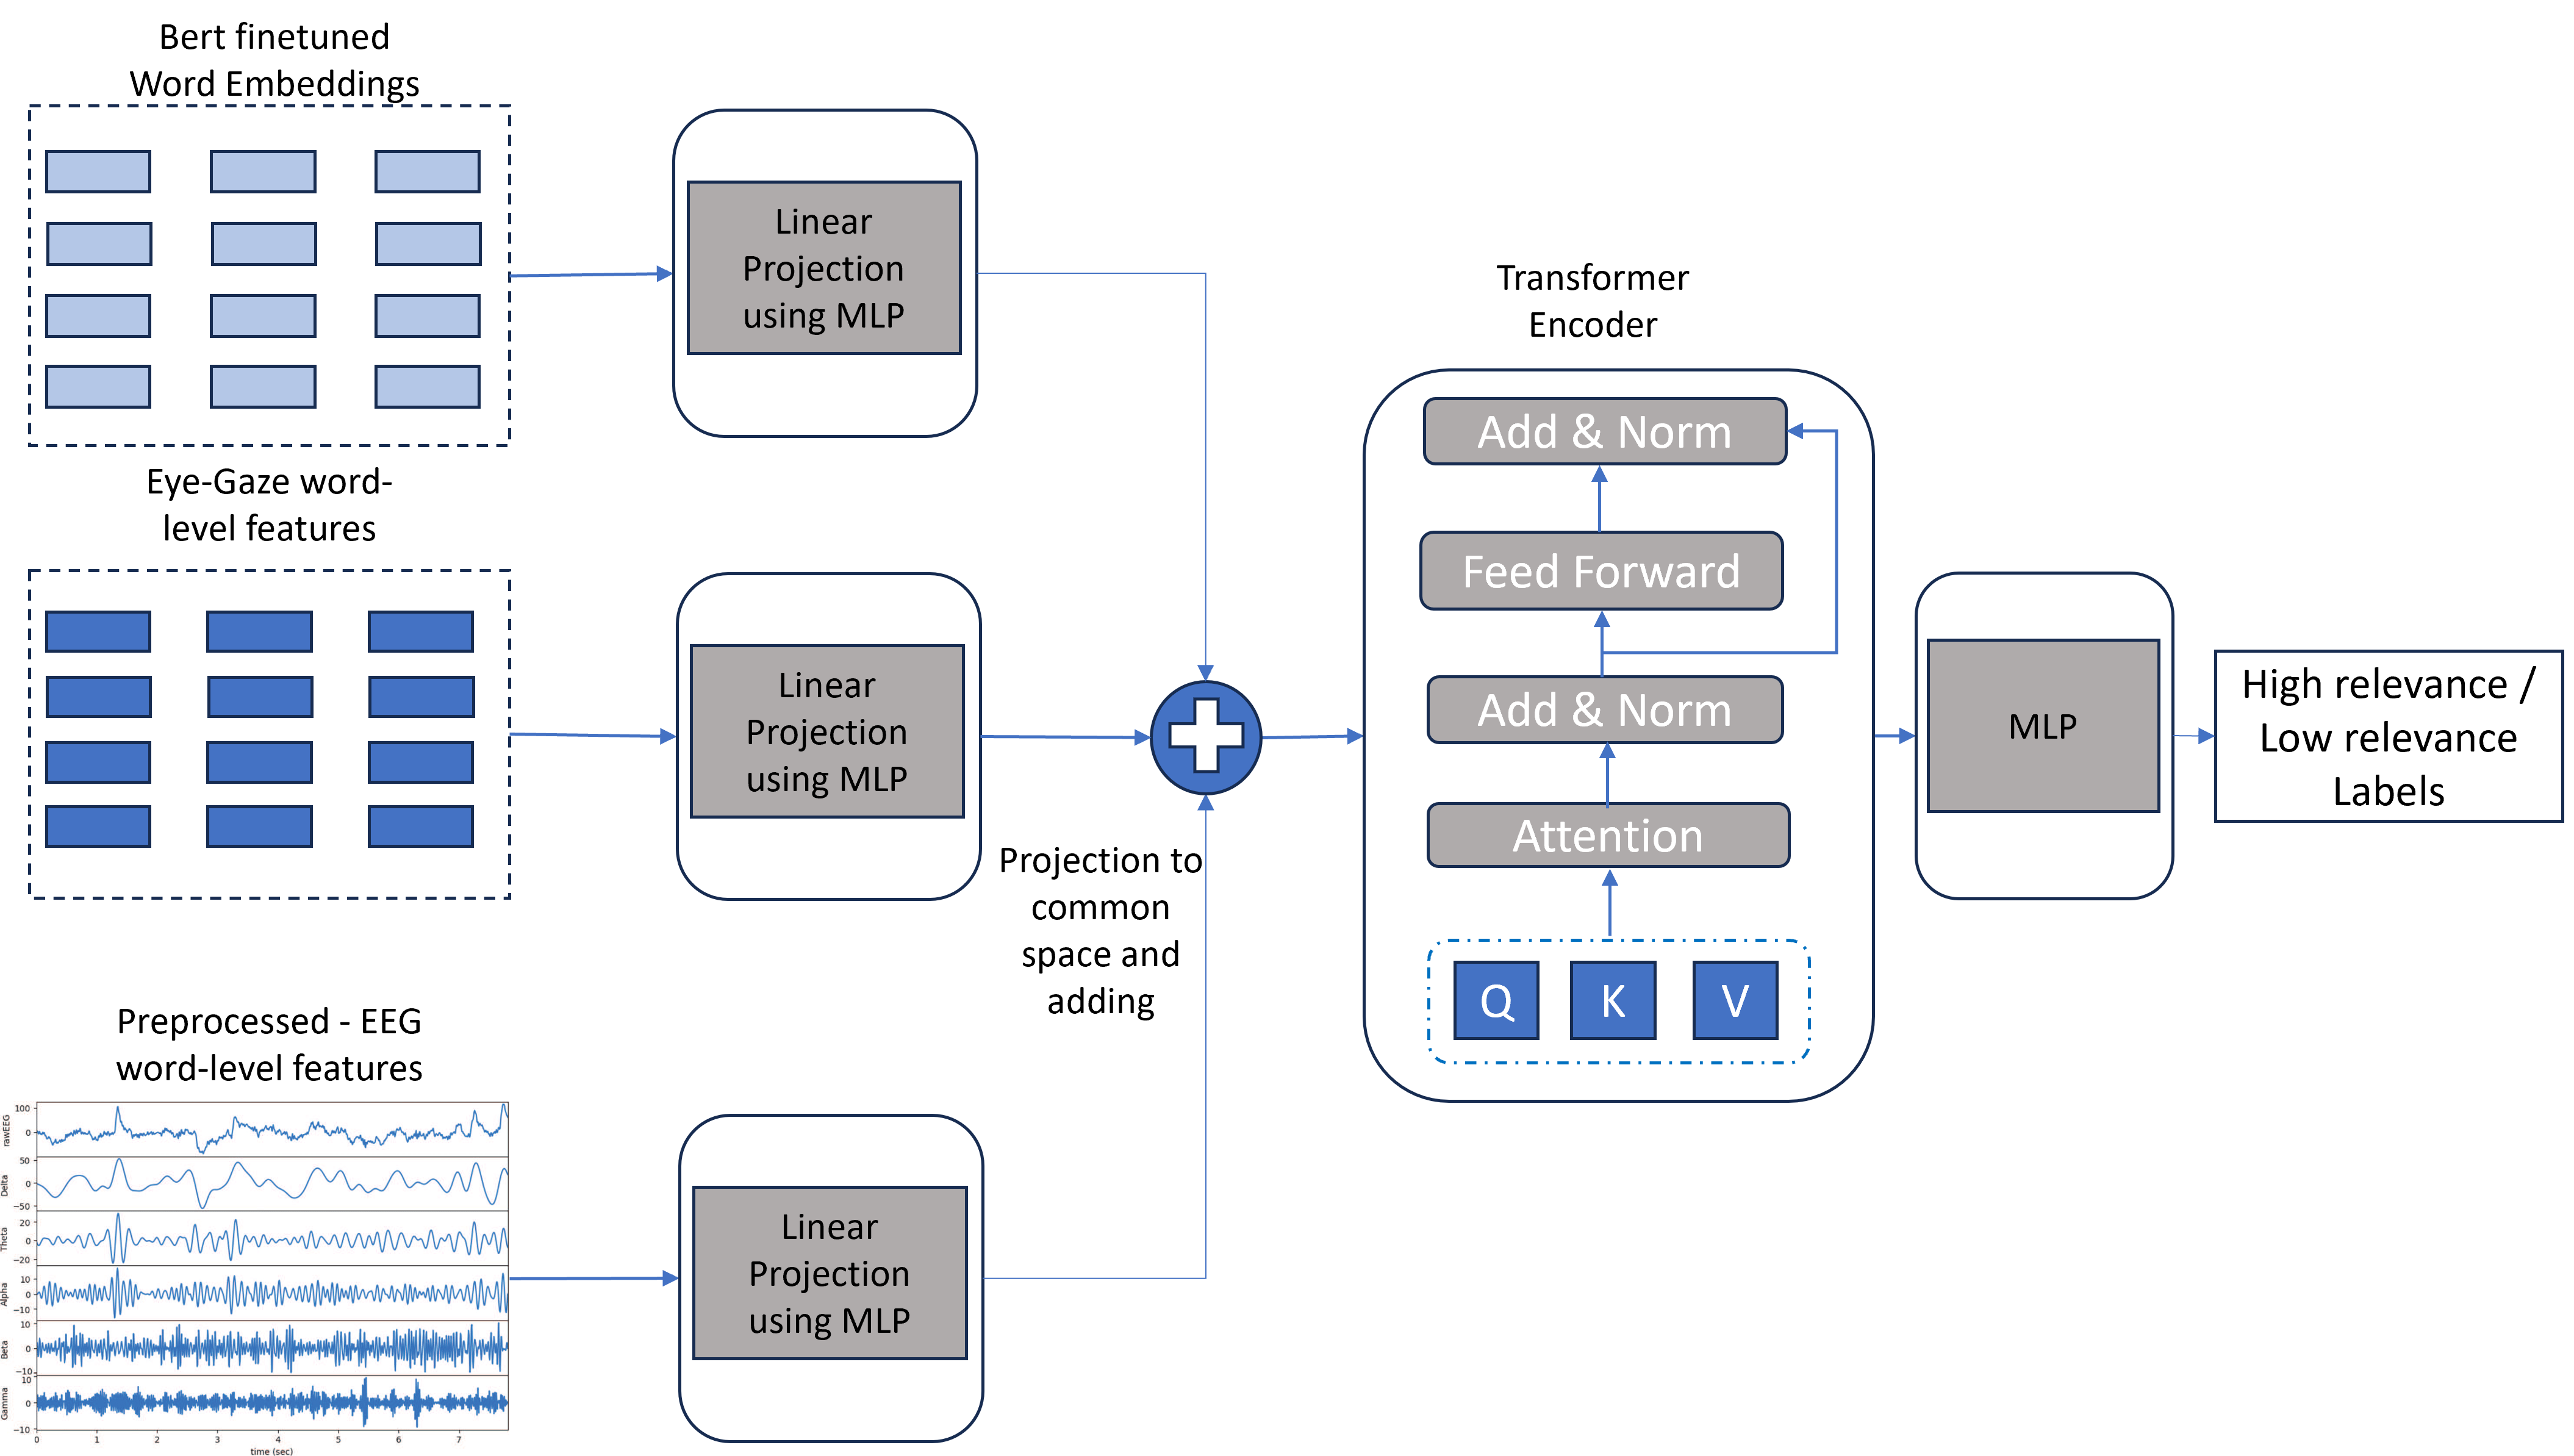 Bert finetuned
Word Embeddings
Linear
Projection
using MLP
Eye-Gaze word-
level features
Linear
Projection
using MLP
Projection to
common
space and
adding
Preprocessed - EEG
word-level features
rawEEG
100
0
Delta
50
0
−50
Theta
20
0
−20
Alpha
10
0
−10
Beta
10
0
−10
Gamma
10
0
−10
0 1 2 3 4 5 6 7
time (sec)
Linear
Projection
using MLP
Transformer
Encoder
Add & Norm
Feed Forward
Add & Norm
Attention
Q K V
MLP
High relevance /
Low relevance
Labels